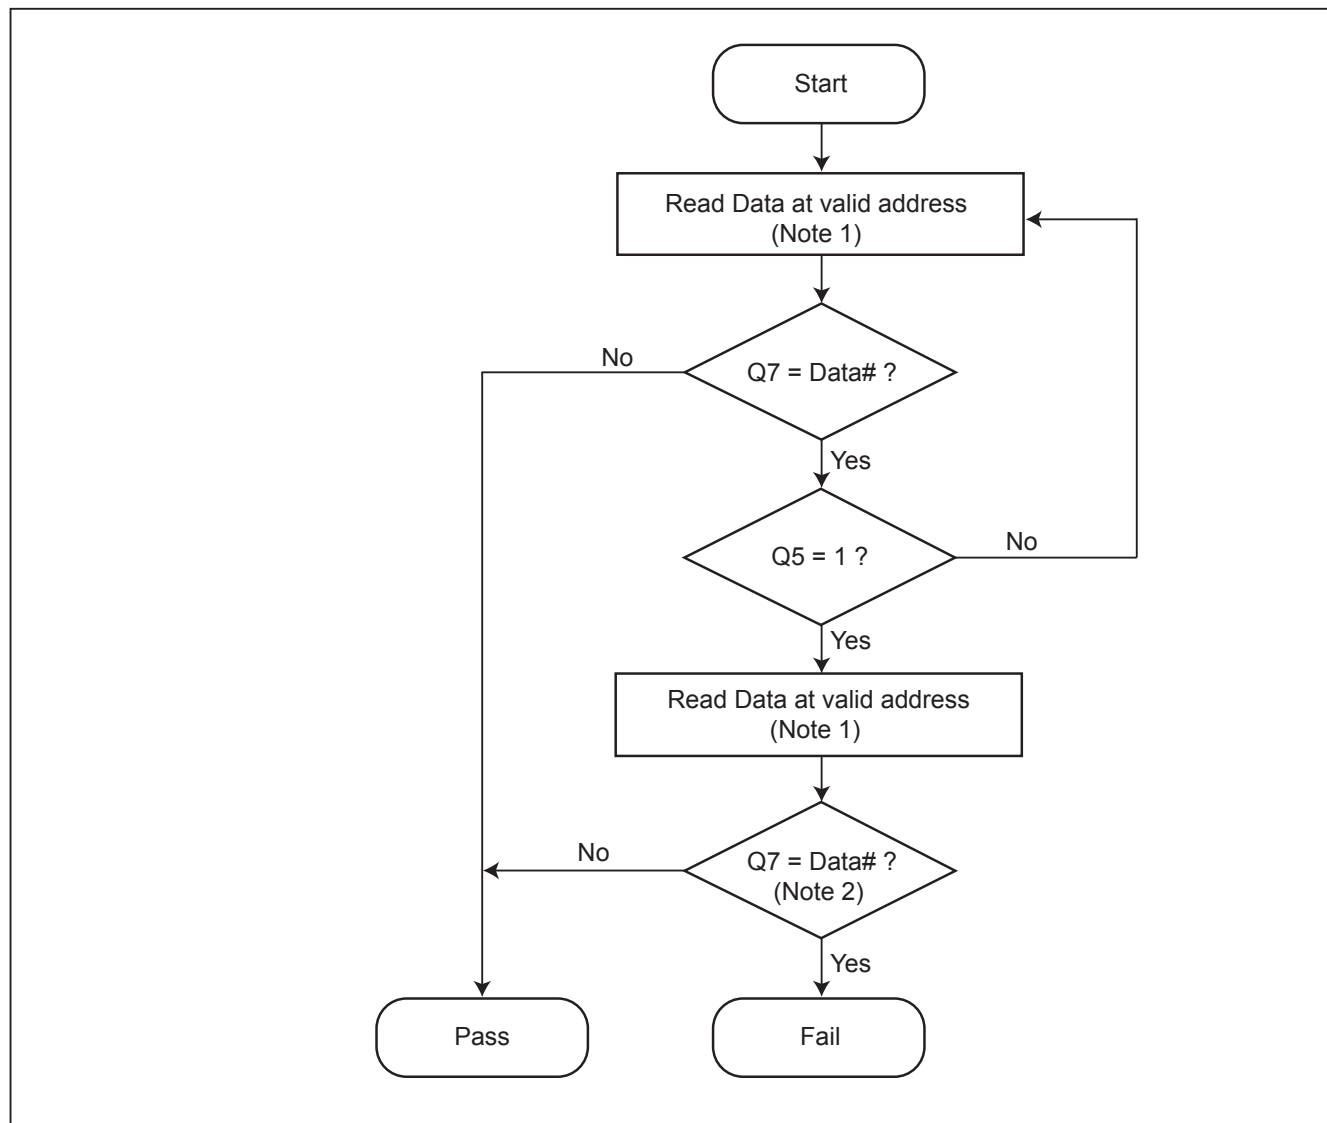 Start
Read Data at valid address
(Note 1)
No
Q7 = Data# ?
Yes
Q5 = 1 ?
No
Yes
Read Data at valid address
(Note 1)
No
Q7 = Data# ?
(Note 2)
Yes
Pass
Fail